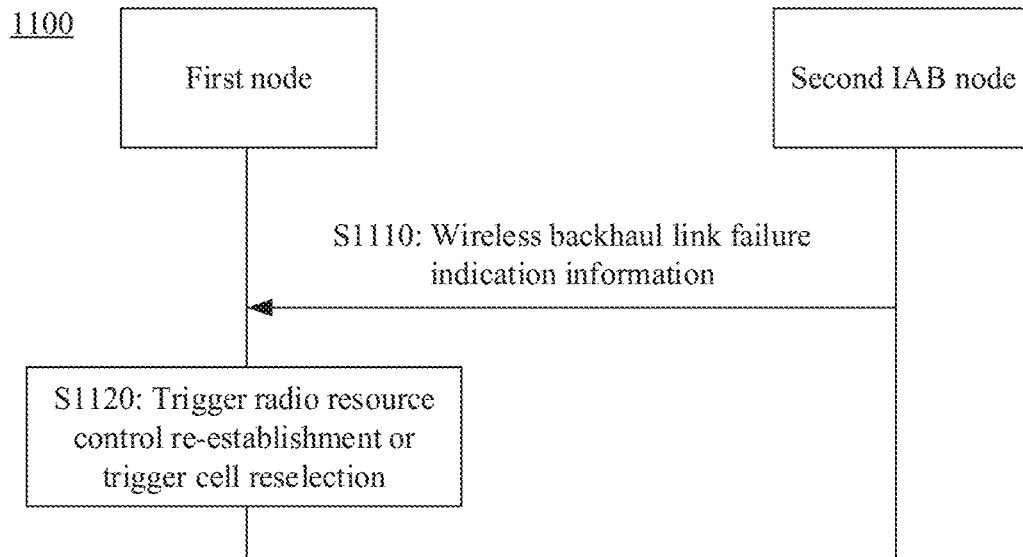 1100
First node
Second IAB node
S1110: Wireless backhaul link failure
indication information
S1120: Trigger radio resource
control re-establishment or
trigger cell reselection